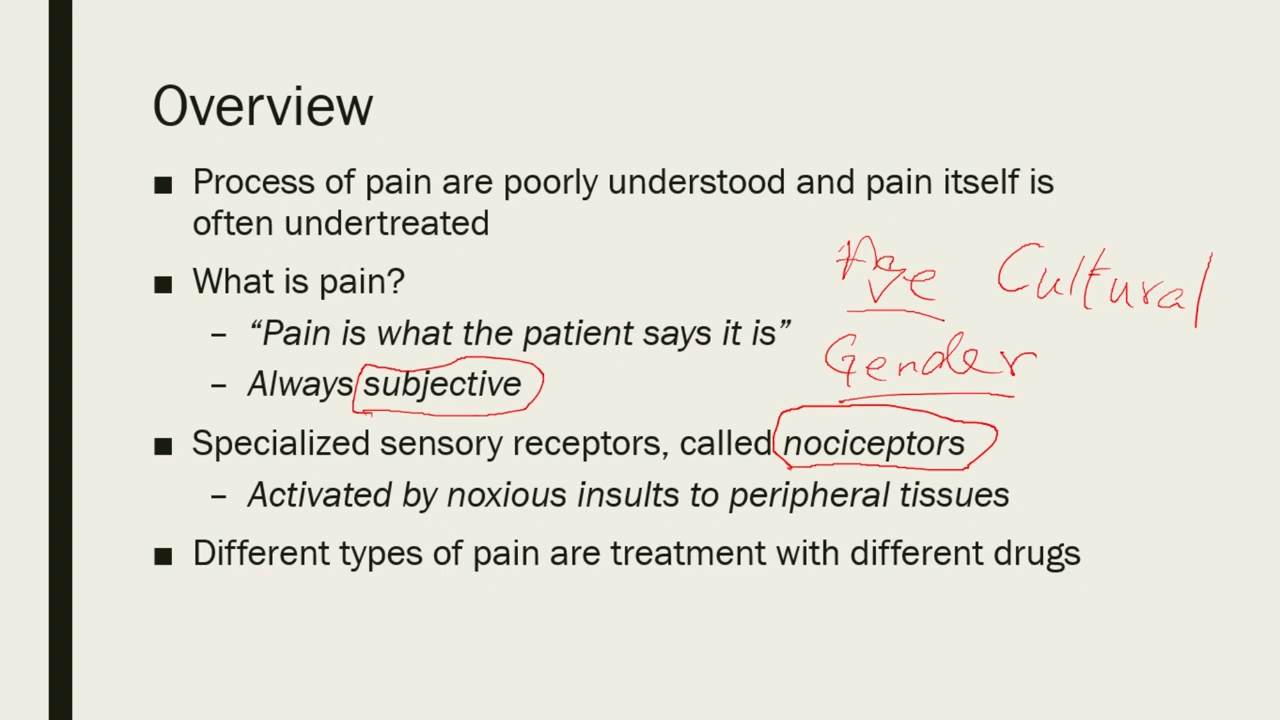 Overview
■ Process of pain are poorly understood and pain itself is
often undertreated
■ What is pain?
– “Pain is what the patient says it is”
– Always subjective
■ Specialized sensory receptors, called nociceptors
– Activated by noxious insults to peripheral tissues
■ Different types of pain are treatment with different drugs
Age Cultural
Gender